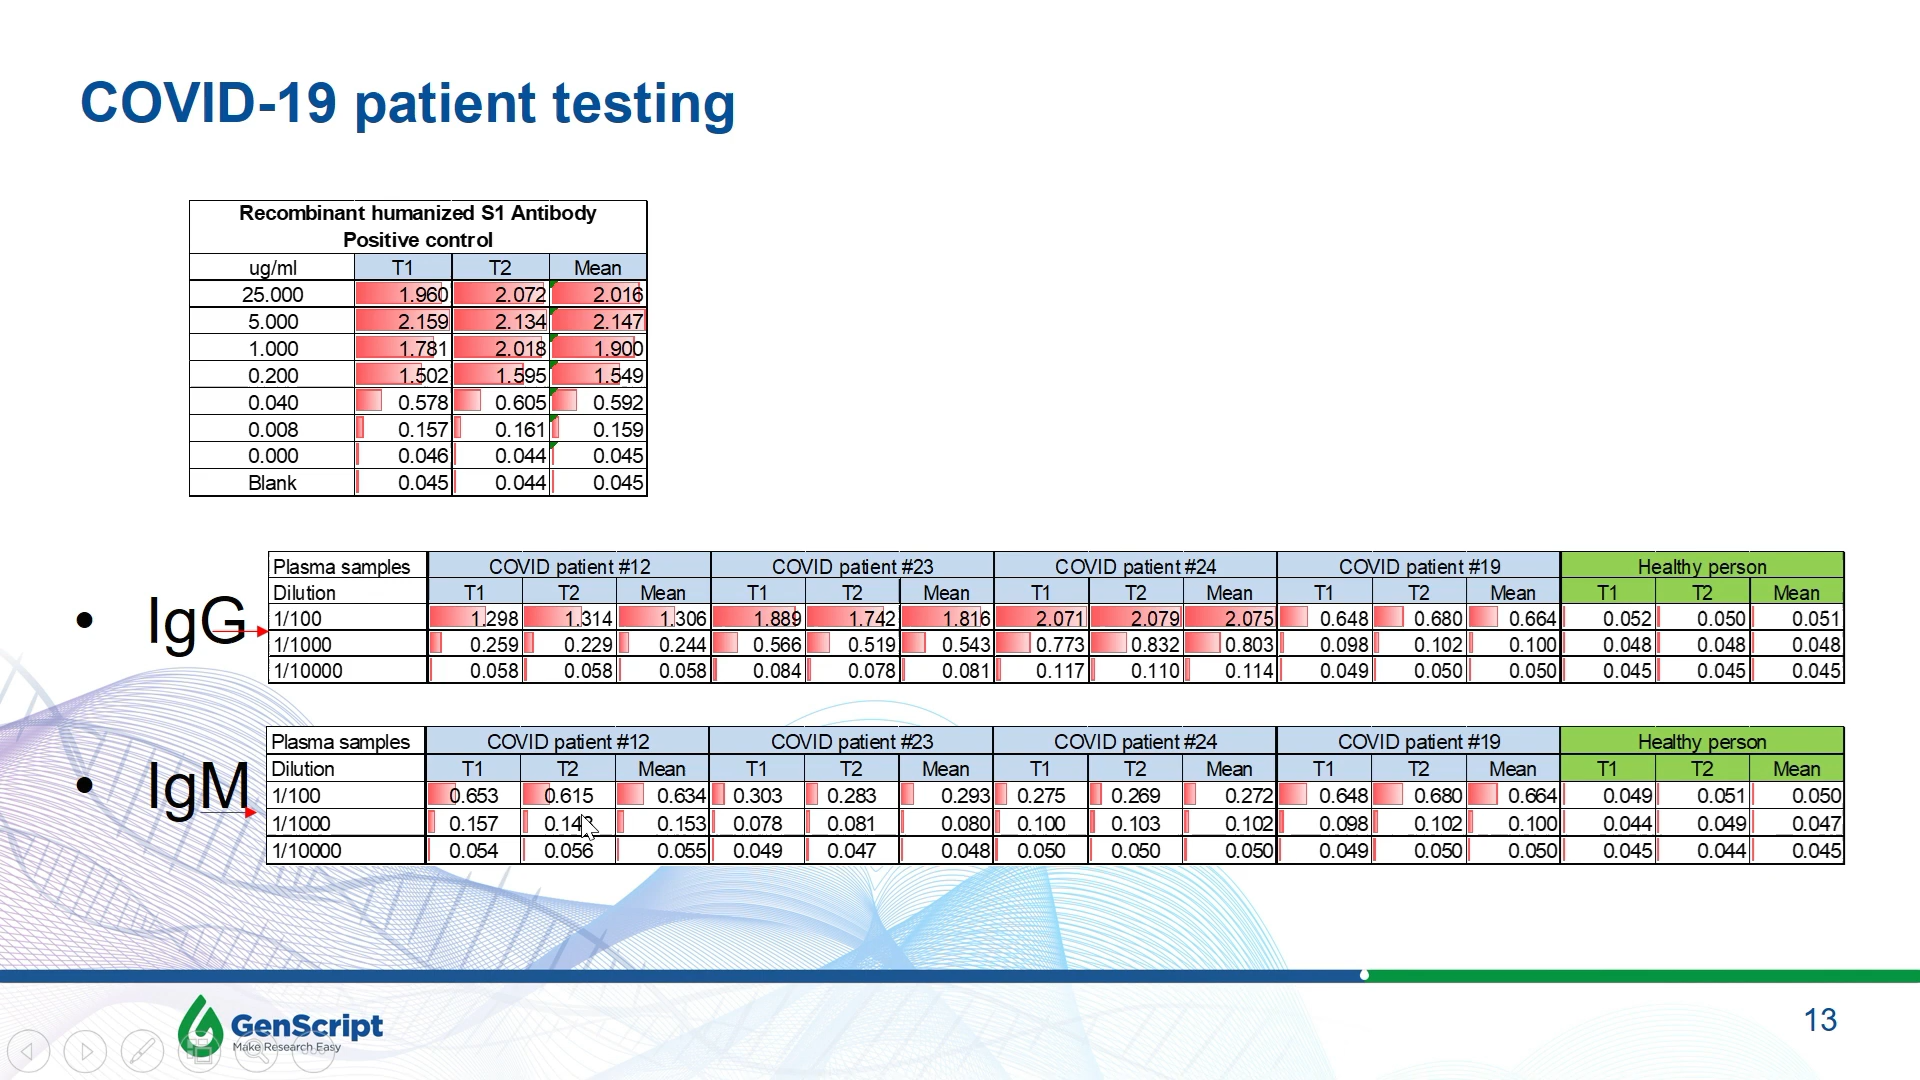 COVID-19 patient testing
Recombinant humanized S1 Antibody
Positive control
ug/ml T1 T2 Mean
25.000 1.960 2.072 2.016
5.000 2.159 2.134 2.147
1.000 1.781 2.018 1.900
0.200 1.502 1.595 1.549
0.040 0.578 0.605 0.592
0.008 0.157 0.161 0.159
0.000 0.046 0.044 0.045
Blank 0.045 0.044 0.045
• IgG
Plasma samples COVID patient #12 COVID patient #23 COVID patient #24 COVID patient #19 Healthy person
Dilution T1 T2 Mean T1 T2 Mean T1 T2 Mean T1 T2 Mean T1 T2 Mean
1/100 1.298 1.314 1.306 1.889 1.742 1.816 2.071 2.079 2.075 0.648 0.680 0.664 0.052 0.050 0.051
1/1000 0.259 0.229 0.244 0.566 0.519 0.543 0.773 0.832 0.803 0.098 0.102 0.100 0.048 0.048 0.048
1/10000 0.058 0.058 0.058 0.084 0.078 0.081 0.117 0.110 0.114 0.049 0.050 0.050 0.045 0.045 0.045
• IgM
Plasma samples COVID patient #12 COVID patient #23 COVID patient #24 COVID patient #19 Healthy person
Dilution T1 T2 Mean T1 T2 Mean T1 T2 Mean T1 T2 Mean T1 T2 Mean
1/100 0.653 0.615 0.634 0.303 0.283 0.293 0.275 0.269 0.272 0.648 0.680 0.664 0.049 0.051 0.050
1/1000 0.157 0.153 0.078 0.081 0.080 0.100 0.103 0.102 0.098 0.102 0.100 0.044 0.049 0.047
1/10000 0.054 0.056 0.055 0.049 0.047 0.048 0.050 0.050 0.050 0.049 0.050 0.050 0.045 0.044 0.045
GenScript
Make Research Easy
13